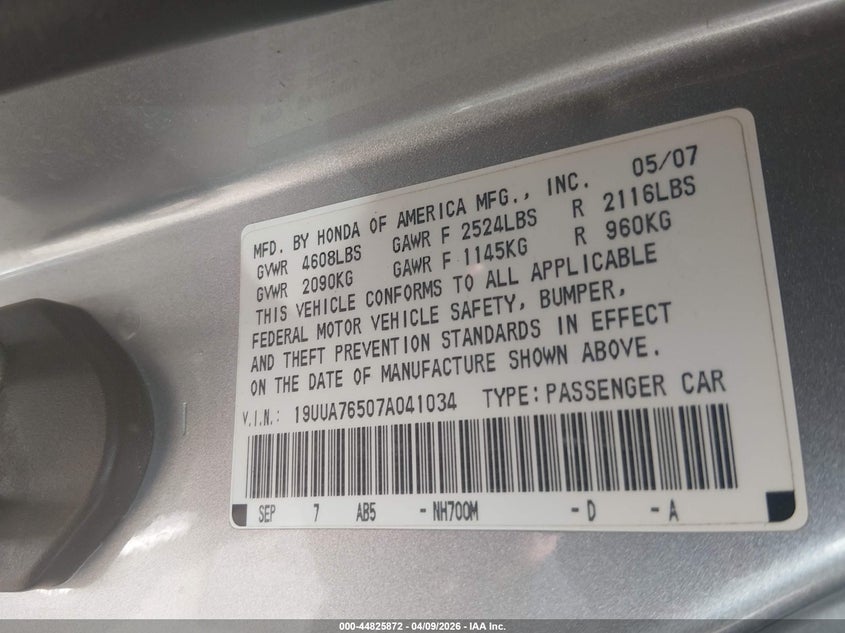 MFD. BY HONDA OF AMERICA MFG., INC. 05/07
GVWR 4608LBS GAWR F 2524LBS R 2116LBS
GVWR 2090KG GAWR F 1145KG R 960KG
THIS VEHICLE CONFORMS TO ALL APPLICABLE
FEDERAL MOTOR VEHICLE SAFETY, BUMPER,
AND THEFT PREVENTION STANDARDS IN EFFECT
ON THE DATE OF MANUFACTURE SHOWN ABOVE.
V.I.N.: 19UUA76507A041034 TYPE: PASSENGER CAR
SEP 7 AB5 - NH700M - D - A
000-44825872 | 04/09/2026 - IAA Inc.